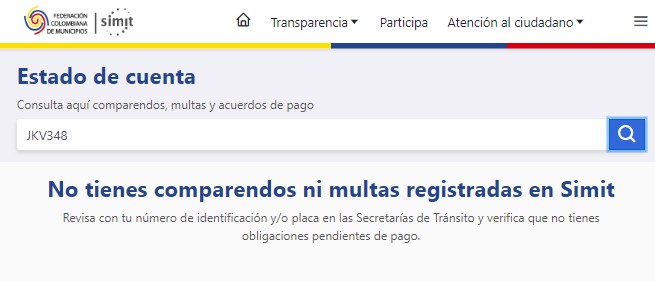 FEDERACIÓN
COLOMBIANA
DE MUNICIPIOS
simit
Transparencia
Participa
Atención al ciudadano
Estado de cuenta
Consulta aquí comparendos, multas y acuerdos de pago
JKV348
No tienes comparendos ni multas registradas en Simit
Revisa con tu número de identificación y/o placa en las Secretarías de Tránsito y verifica que no tienes
obligaciones pendientes de pago.